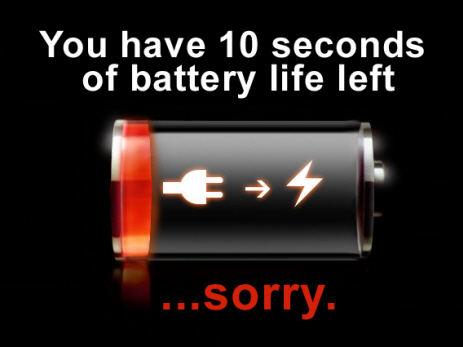 You have 10 seconds
of battery life left
...sorry.